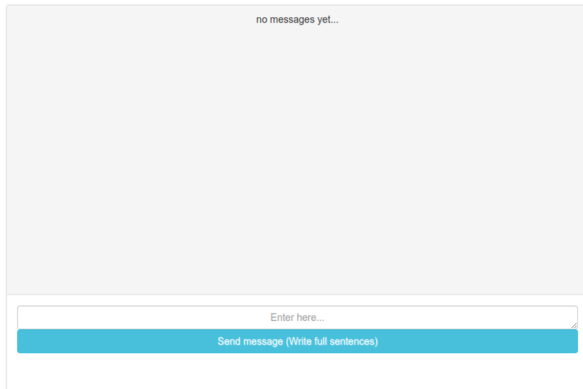 no messages yet...
Enter here...
Send message (Write full sentences)